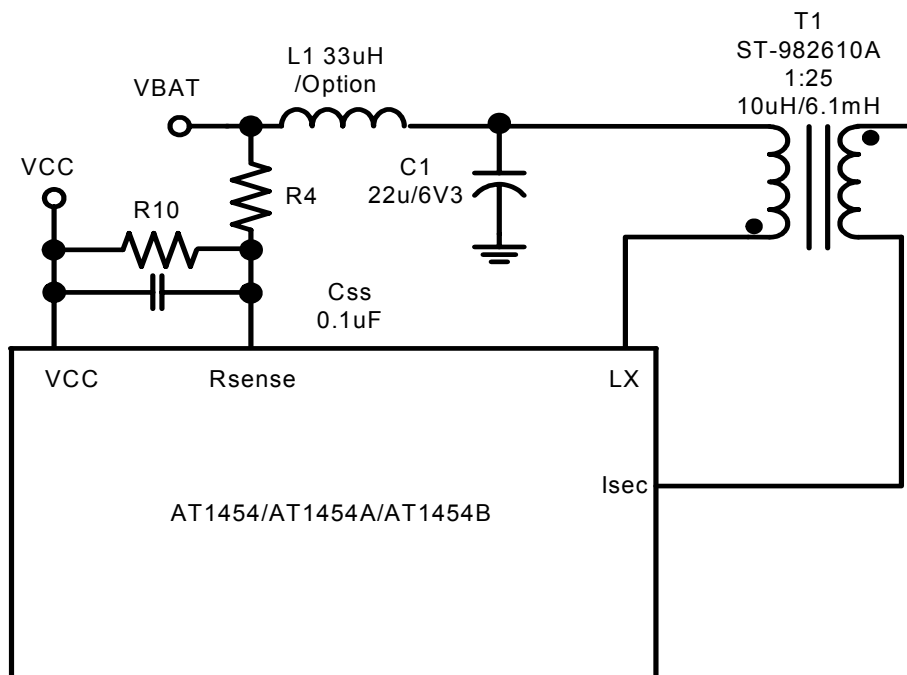 T1
ST-982610A
1:25
10uH/6.1mH
L1 33uH
/Option
VBAT
VCC
C1
22u/6V3
R4
R10
Css
0.1uF
VCC
Rsense
LX
Isec
AT1454/AT1454A/AT1454B